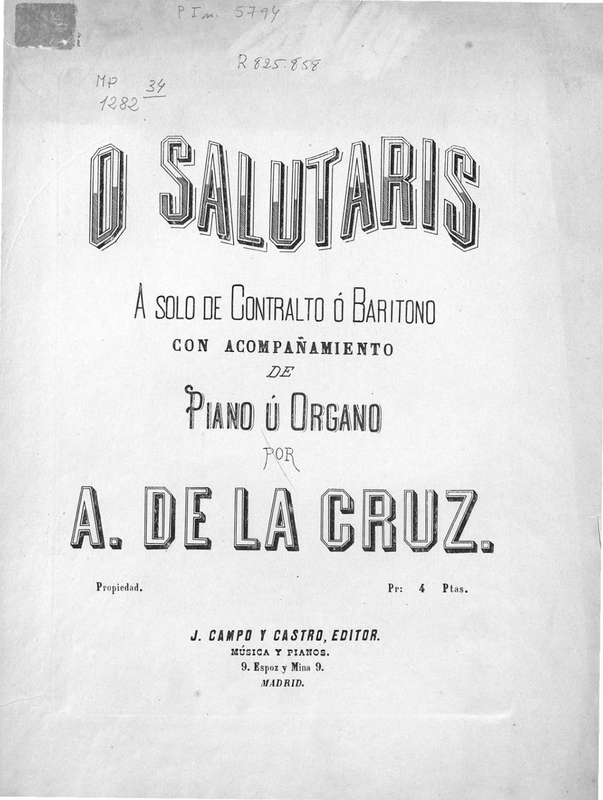 P I n. 5794
R 825.858
MP 34
1282
O SALUTARIS
Á SOLO DE CONTRALTO Ó BARITONO
CON ACOMPAÑAMIENTO
DE
PIANO Ú ORGANO
POR
A. DE LA CRUZ.
Propiedad. Pr: 4 Ptas.
J. CAMPO Y CASTRO, EDITOR.
MÚSICA Y PIANOS.
9. Espoz y Mina 9.
MADRID.